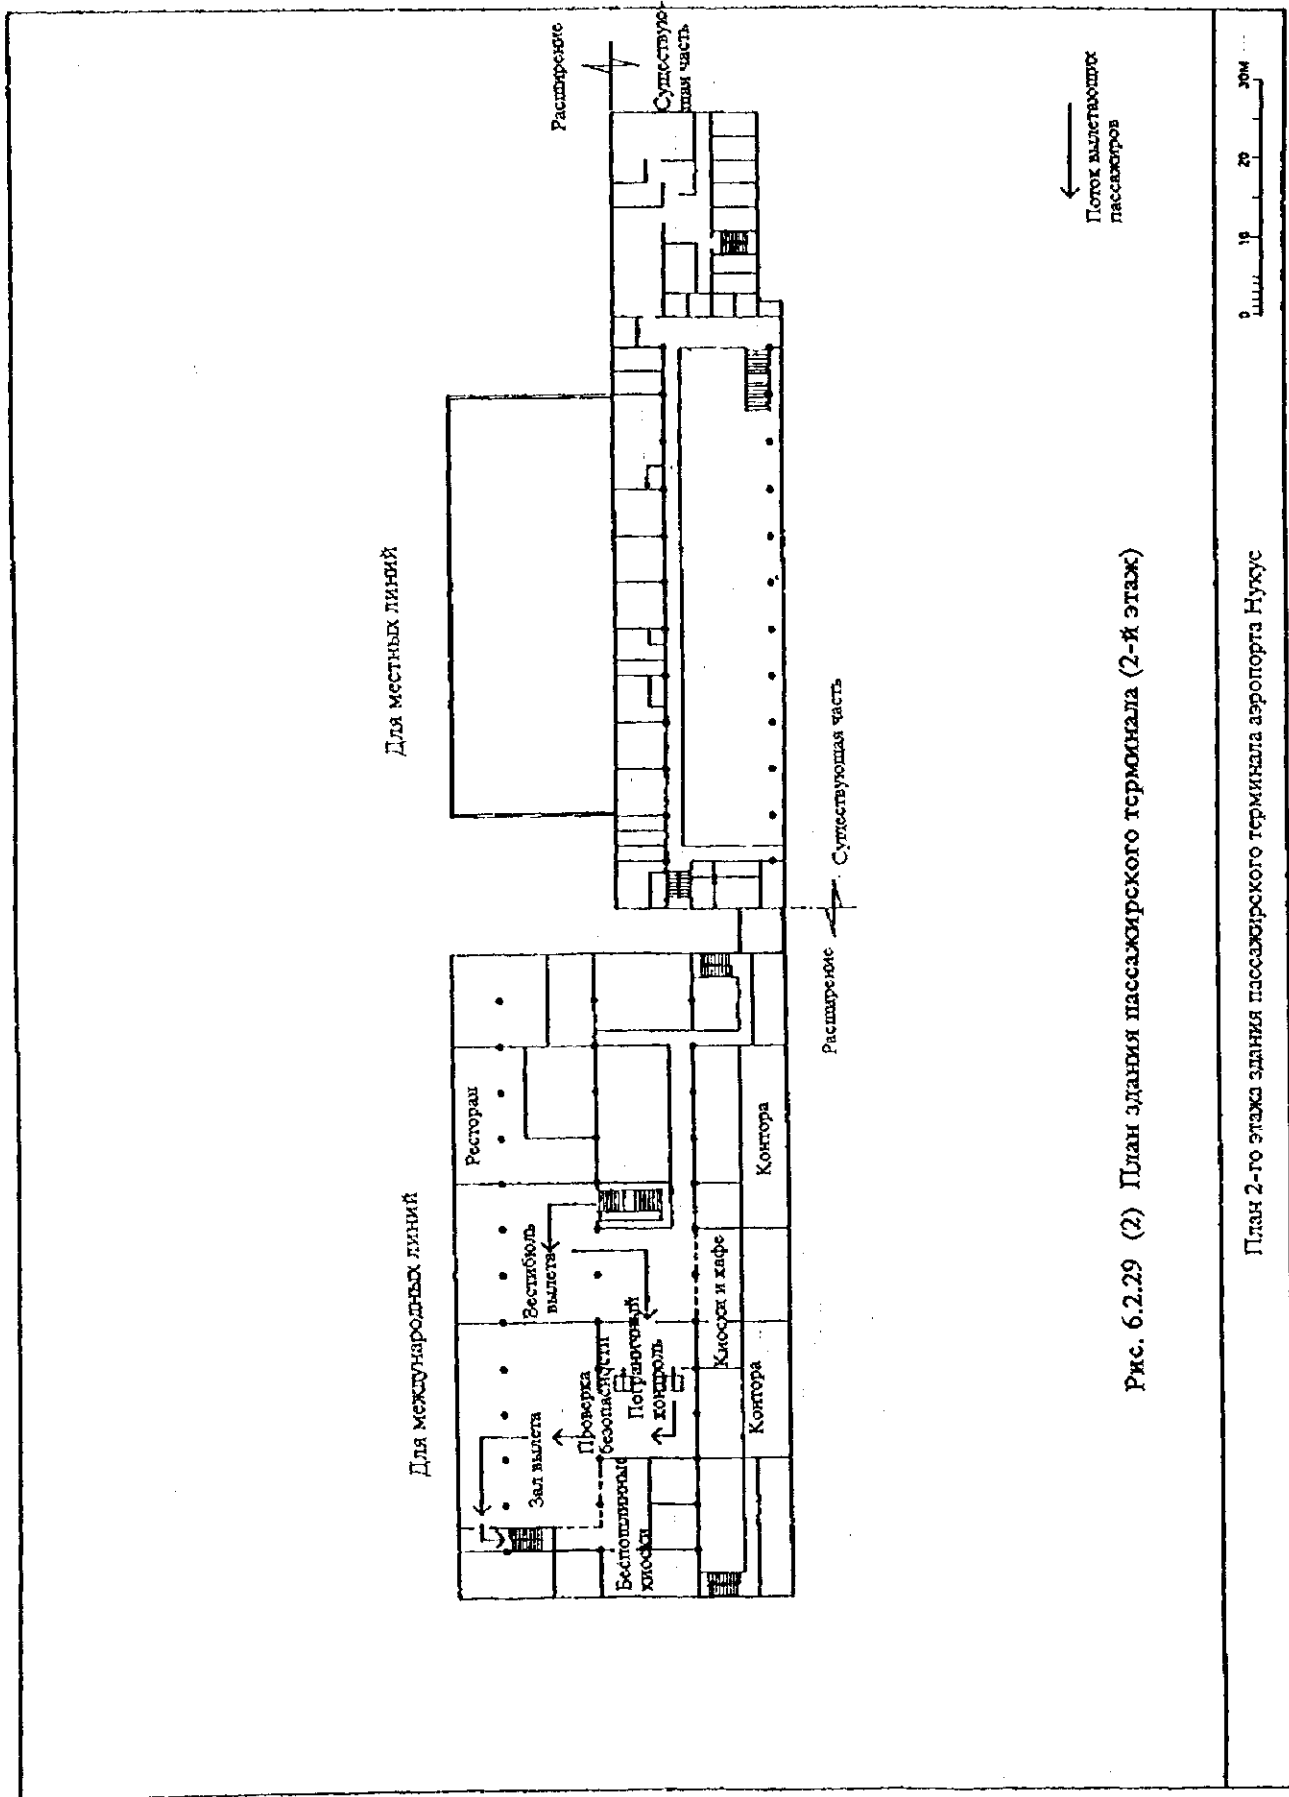 Для международных линий
Для местных линий
Расширение
Существую-
щая часть
Зал вылета
Вестибюль
вылета
Ресторан
Проверка
безопасности
Пограничный
контроль
Беспошлинные
киоски
Киоски и кафе
Контора
Контора
Расширение
Существующая часть
Поток вылетающих
пассажиров
Рис. 6.2.29 (2) План здания пассажирского терминала (2-й этаж)
0 10 20 30М
План 2-го этажа здания пассажирского терминала аэропорта Нукус